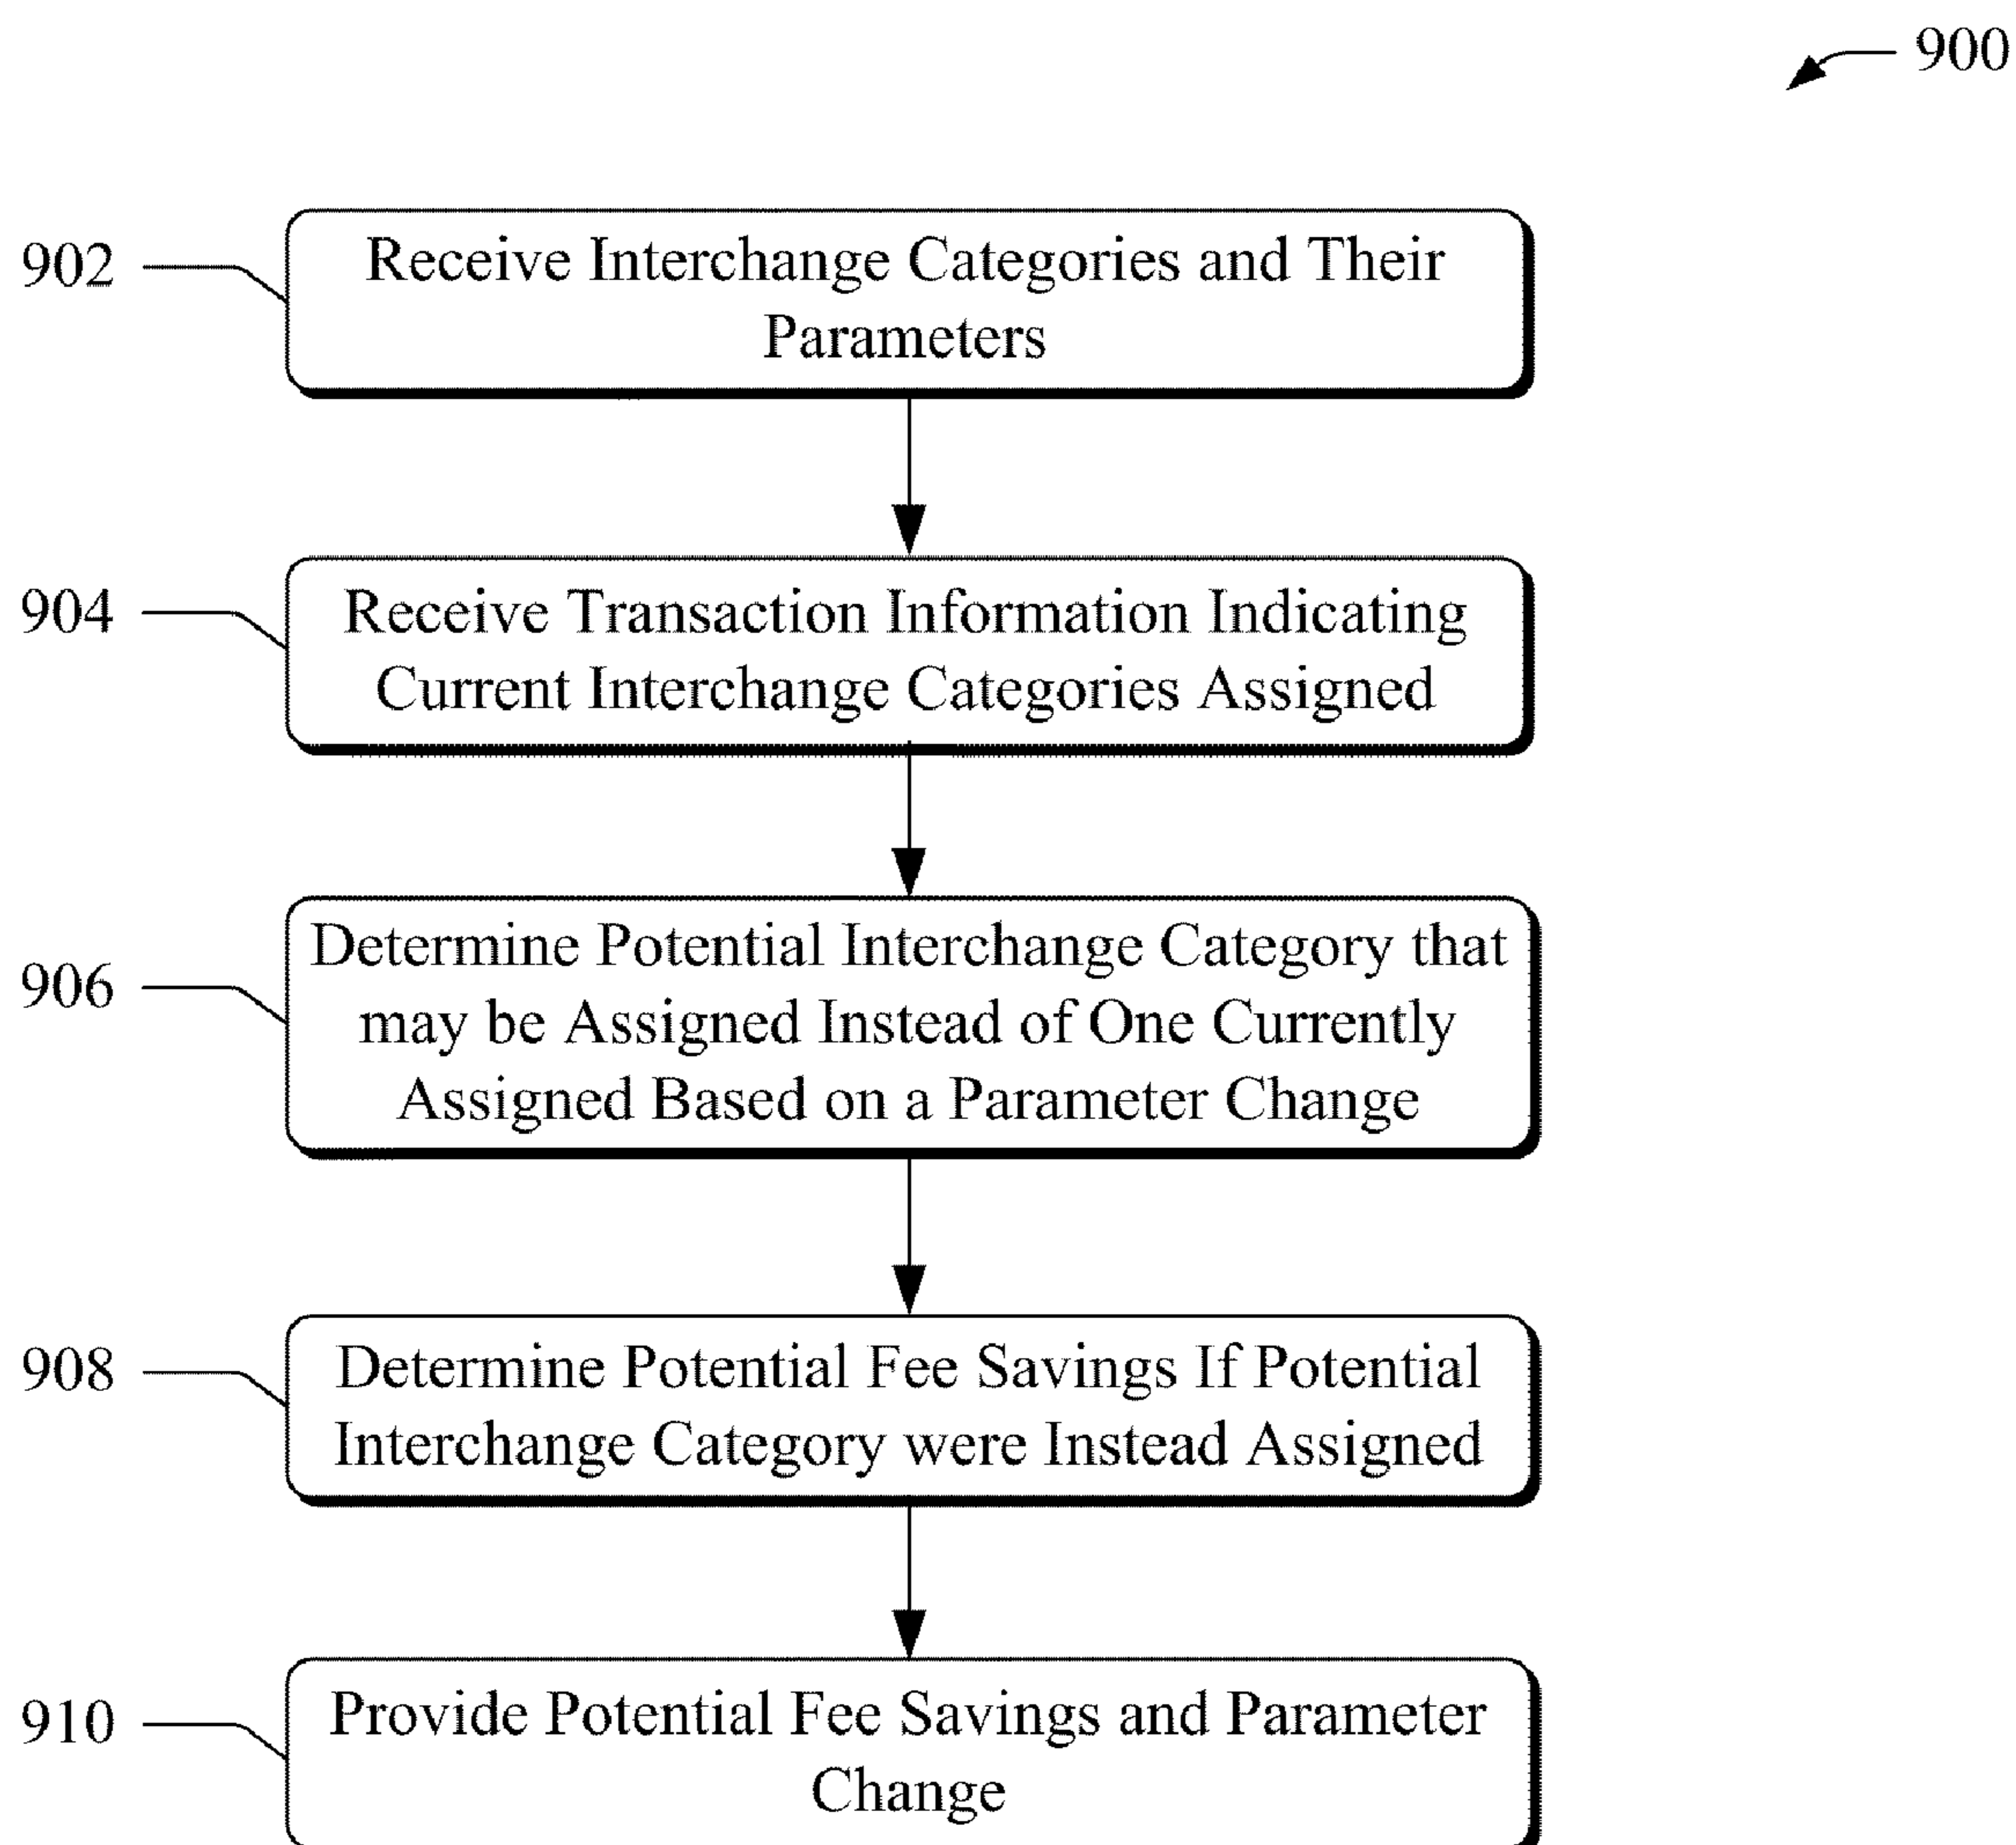 900
902
Receive Interchange Categories and Their
Parameters
904
Receive Transaction Information Indicating
Current Interchange Categories Assigned
906
Determine Potential Interchange Category that
may be Assigned Instead of One Currently
Assigned Based on a Parameter Change
908
Determine Potential Fee Savings If Potential
Interchange Category were Instead Assigned
910
Provide Potential Fee Savings and Parameter
Change